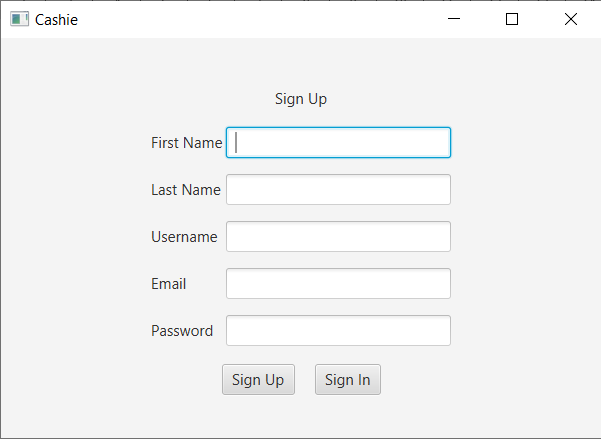 Cashie
Sign Up
First Name
Last Name
Username
Email
Password
Sign Up Sign In